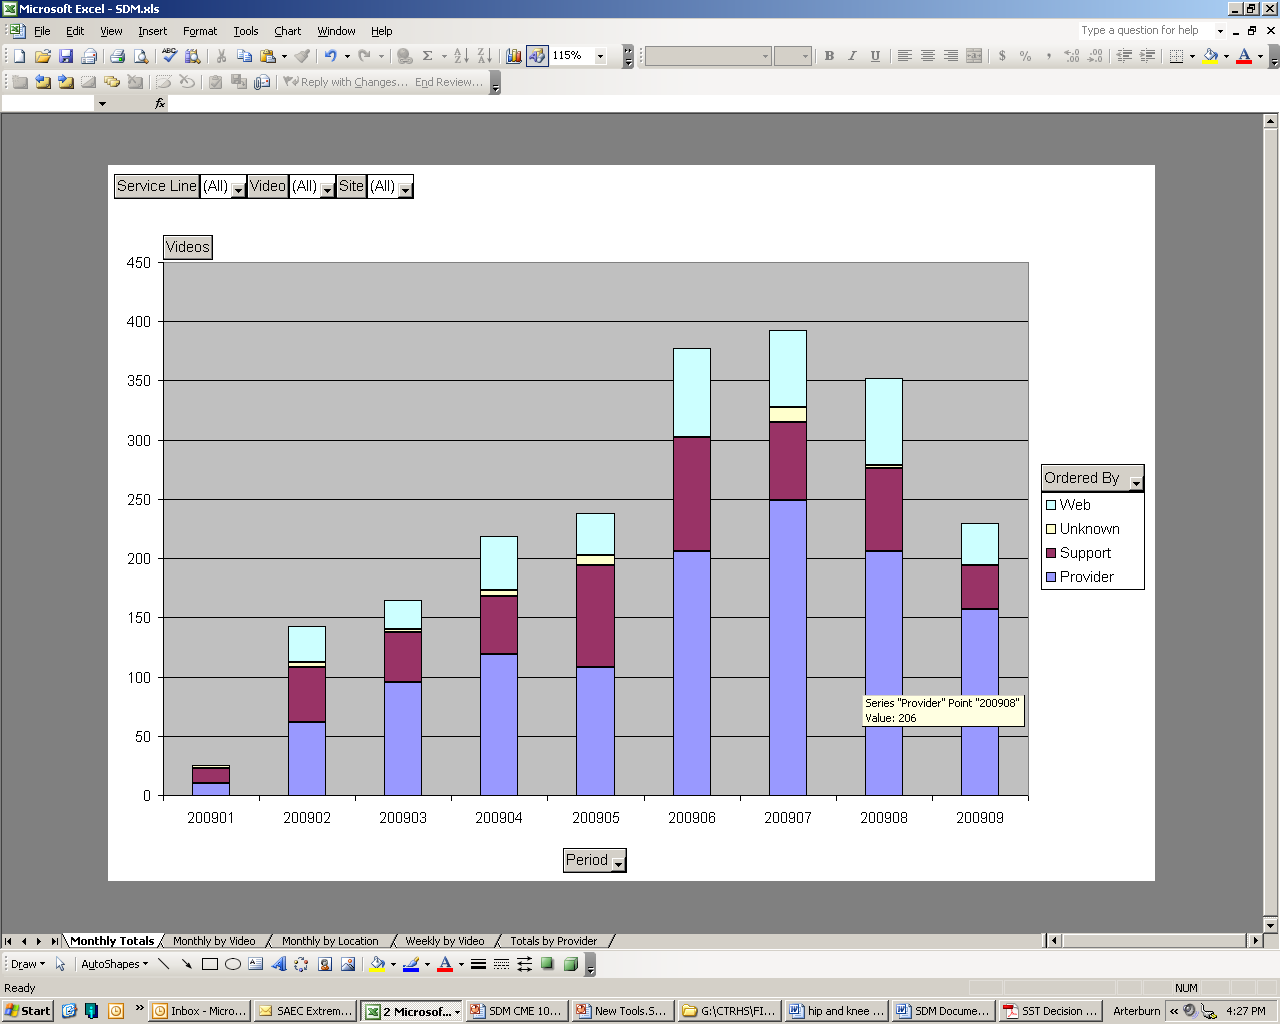 Microsoft Excel - SDM.xls
File Edit View Insert Format Tools Chart Window Help Type a question for help
115% B I U $ % ,
Reply with Changes... End Review...
fx
Service Line (All) Video (All) Site (All)
Videos
450
400
350
300
250
200
150
100
50
0
200901 200902 200903 200904 200905 200906 200907 200908 200909
Period
Ordered By
Web
Unknown
Support
Provider
Series "Provider" Point "200908"
Value: 206
Monthly Totals Monthly by Video Monthly by Location Weekly by Video Totals by Provider
Draw AutoShapes
Ready NUM
Start Inbox - Micro... SAEC Extrem... 2 Microsof... SDM CME 10... New Tools.S... G:\CTRHS\FI... hip and knee ... SDM Docume... SST Decision ... Arterburn 4:27 PM